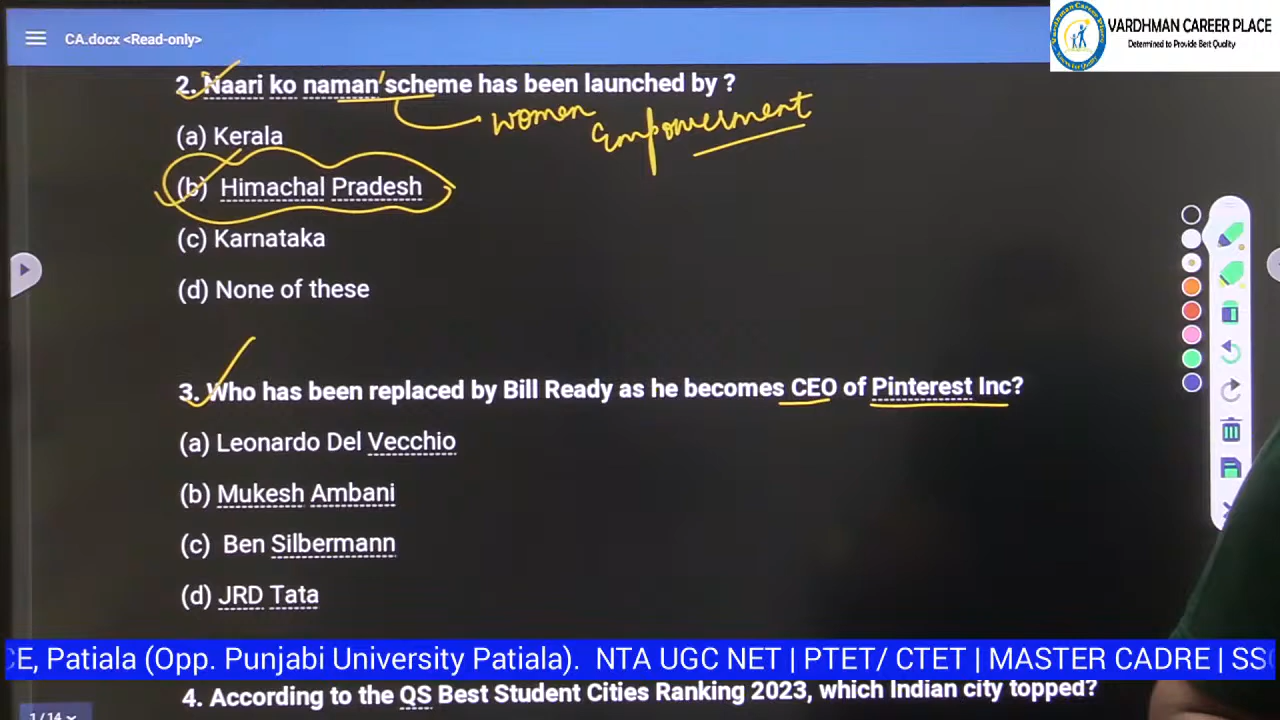 CA.docx <Read-only>
VARDHMAN CAREER PLACE
Determined to Provide Bert Quality
2. Naari ko naman'scheme has been launched by ?
women Empowerment
(a) Kerala
(b) Himachal Pradesh
(c) Karnataka
(d) None of these
3. Who has been replaced by Bill Ready as he becomes CEO of Pinterest Inc?
(a) Leonardo Del Vecchio
(b) Mukesh Ambani
(c) Ben Silbermann
(d) JRD Tata
CE, Patiala (Opp. Punjabi University Patiala). NTA UGC NET | PTET/ CTET | MASTER CADRE | SS
4. According to the QS Best Student Cities Ranking 2023, which Indian city topped?
1 / 14